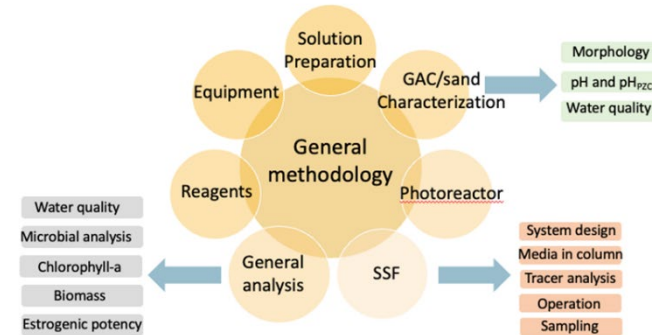 Solution
Preparation
Equipment
GAC/sand
Characterization
Morphology
pH and pHPZC
Water quality
General
methodology
Reagents
Photoreactor
Water quality
Microbial analysis
Chlorophyll-a
Biomass
Estrogenic potency
General
analysis
SSF
System design
Media in column
Tracer analysis
Operation
Sampling